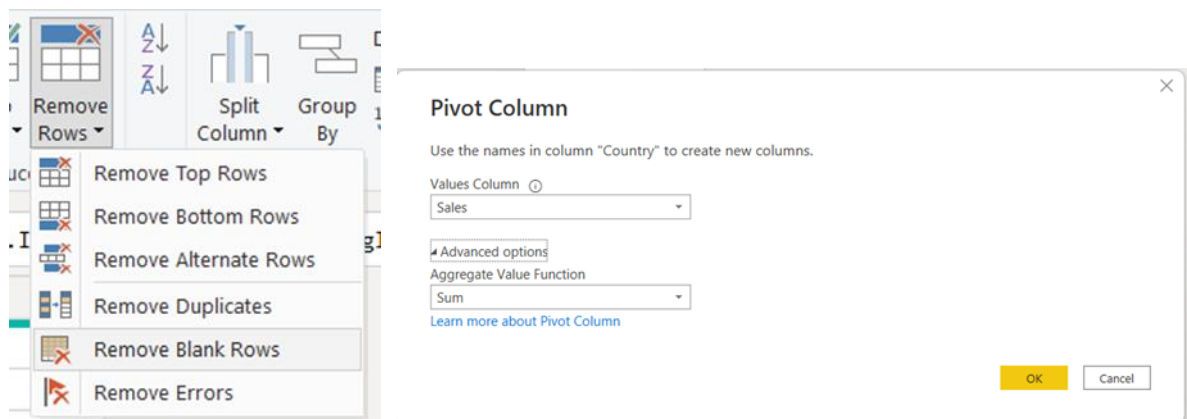 A
Z
Z
A
Remove
Rows
Split
Column
Group
By
Remove Top Rows
Remove Bottom Rows
Remove Alternate Rows
Remove Duplicates
Remove Blank Rows
Remove Errors
Pivot Column
Use the names in column "Country" to create new columns.
Values Column
Sales
Advanced options
Aggregate Value Function
Sum
Learn more about Pivot Column
OK
Cancel